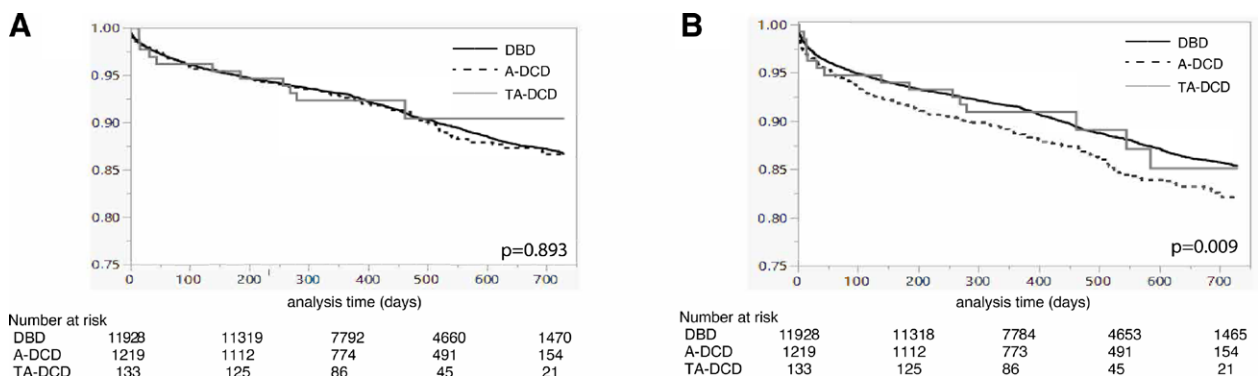 A
1.00
0.95
0.90
0.85
0.80
0.75
DBD
A-DCD
TA-DCD
p=0.893
0 100 200 300 400 500 600 700
analysis time (days)
Number at risk
DBD 11928 11319 7792 4660 1470
A-DCD 1219 1112 774 491 154
TA-DCD 133 125 86 45 21
B
1.00
0.95
0.90
0.85
0.80
0.75
DBD
A-DCD
TA-DCD
p=0.009
0 100 200 300 400 500 600 700
analysis time (days)
Number at risk
DBD 11928 11318 7784 4653 1465
A-DCD 1219 1112 773 491 154
TA-DCD 133 125 86 45 21